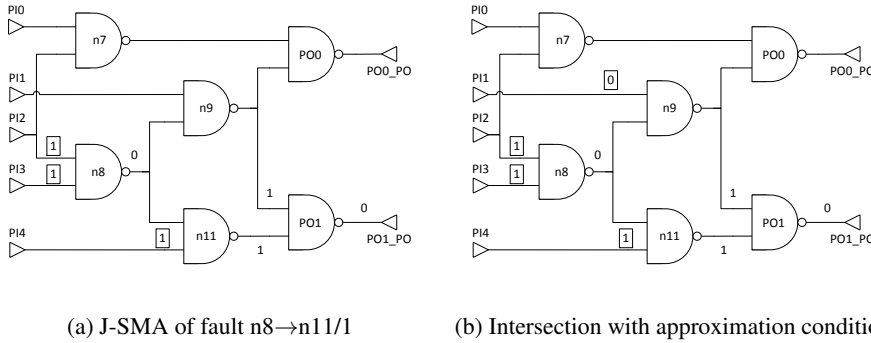 PI0
n7
PO0
PO0_PO
PI1
n9
PI2
1
0
n8
PI3
1
1
0
PO1
PO1_PO
PI4
1
n11
1
(a) J-SMA of fault n8→n11/1
PI0
n7
PO0
PO0_PO
PI1
0
n9
PI2
1
0
n8
PI3
1
1
0
PO1
PO1_PO
PI4
1
n11
1
(b) Intersection with approximation conditio